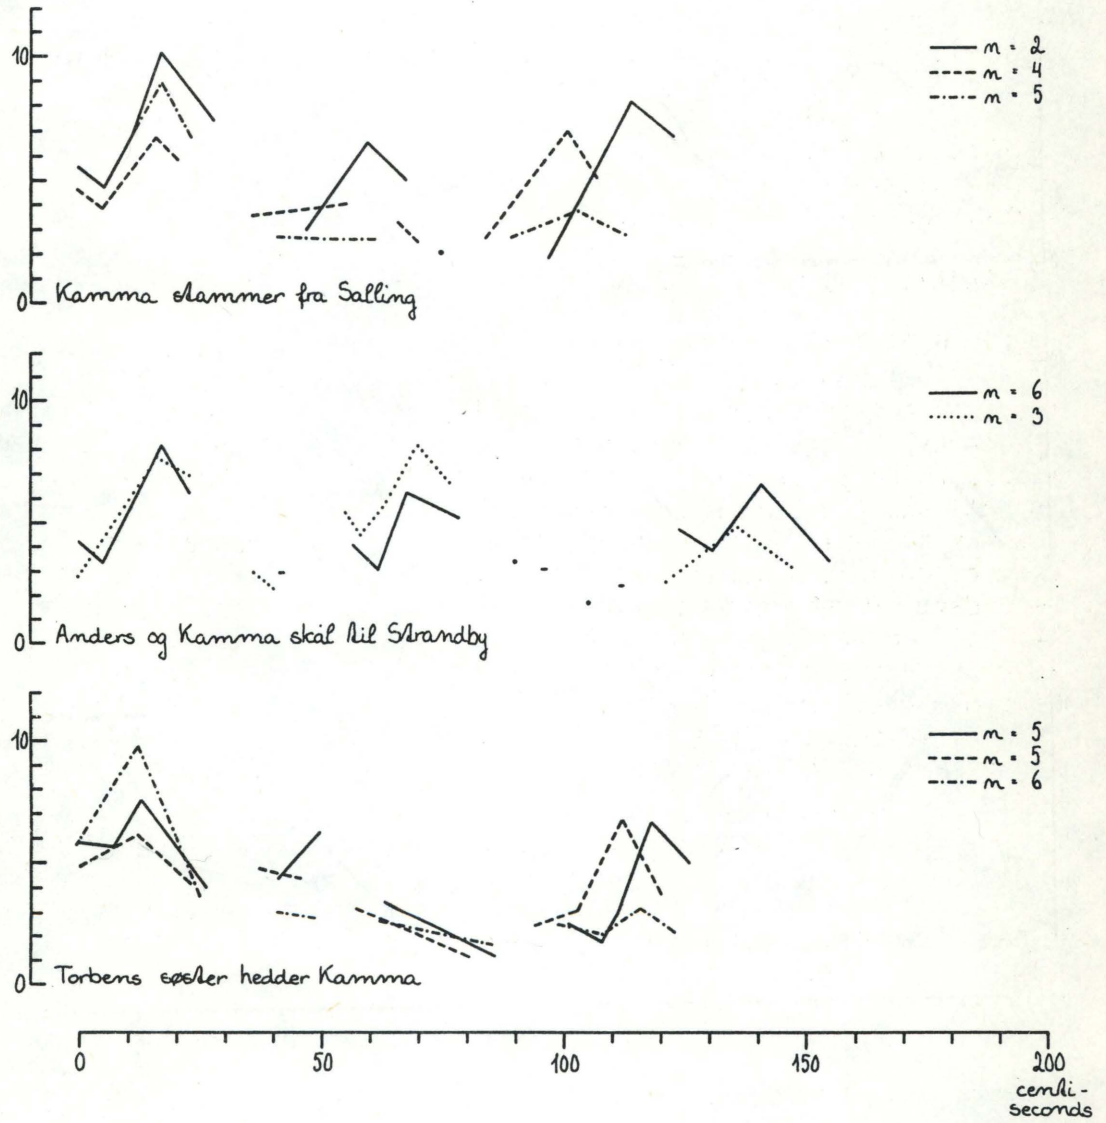 10
n = 2
n = 4
n = 5
0
Kamma stammer fra Salling
10
n = 6
n = 3
0
Anders og Kamma skal til Strandby
10
n = 5
n = 5
n = 6
0
Torbens søster hedder Kamma
0 50 100 150 200
centi-
seconds